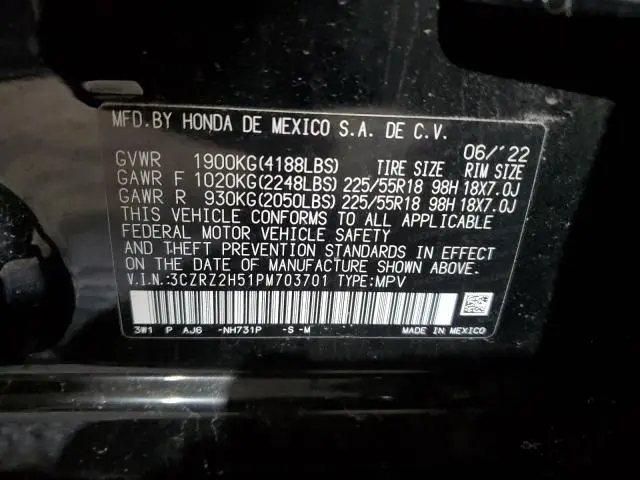 MFD. BY HONDA DE MEXICO S.A. DE C.V.
06/'22
GVWR 1900KG(4188LBS) TIRE SIZE RIM SIZE
GAWR F 1020KG(2248LBS) 225/55R18 98H 18X7.0J
GAWR R 930KG(2050LBS) 225/55R18 98H 18X7.0J
THIS VEHICLE CONFORMS TO ALL APPLICABLE
FEDERAL MOTOR VEHICLE SAFETY
AND THEFT PREVENTION STANDARDS IN EFFECT
ON THE DATE OF MANUFACTURE SHOWN ABOVE.
V.I.N.:3CZRZ2H51PM703701 TYPE:MPV
3W1 P AJ6 -NH731P -S-M MADE IN MEXICO